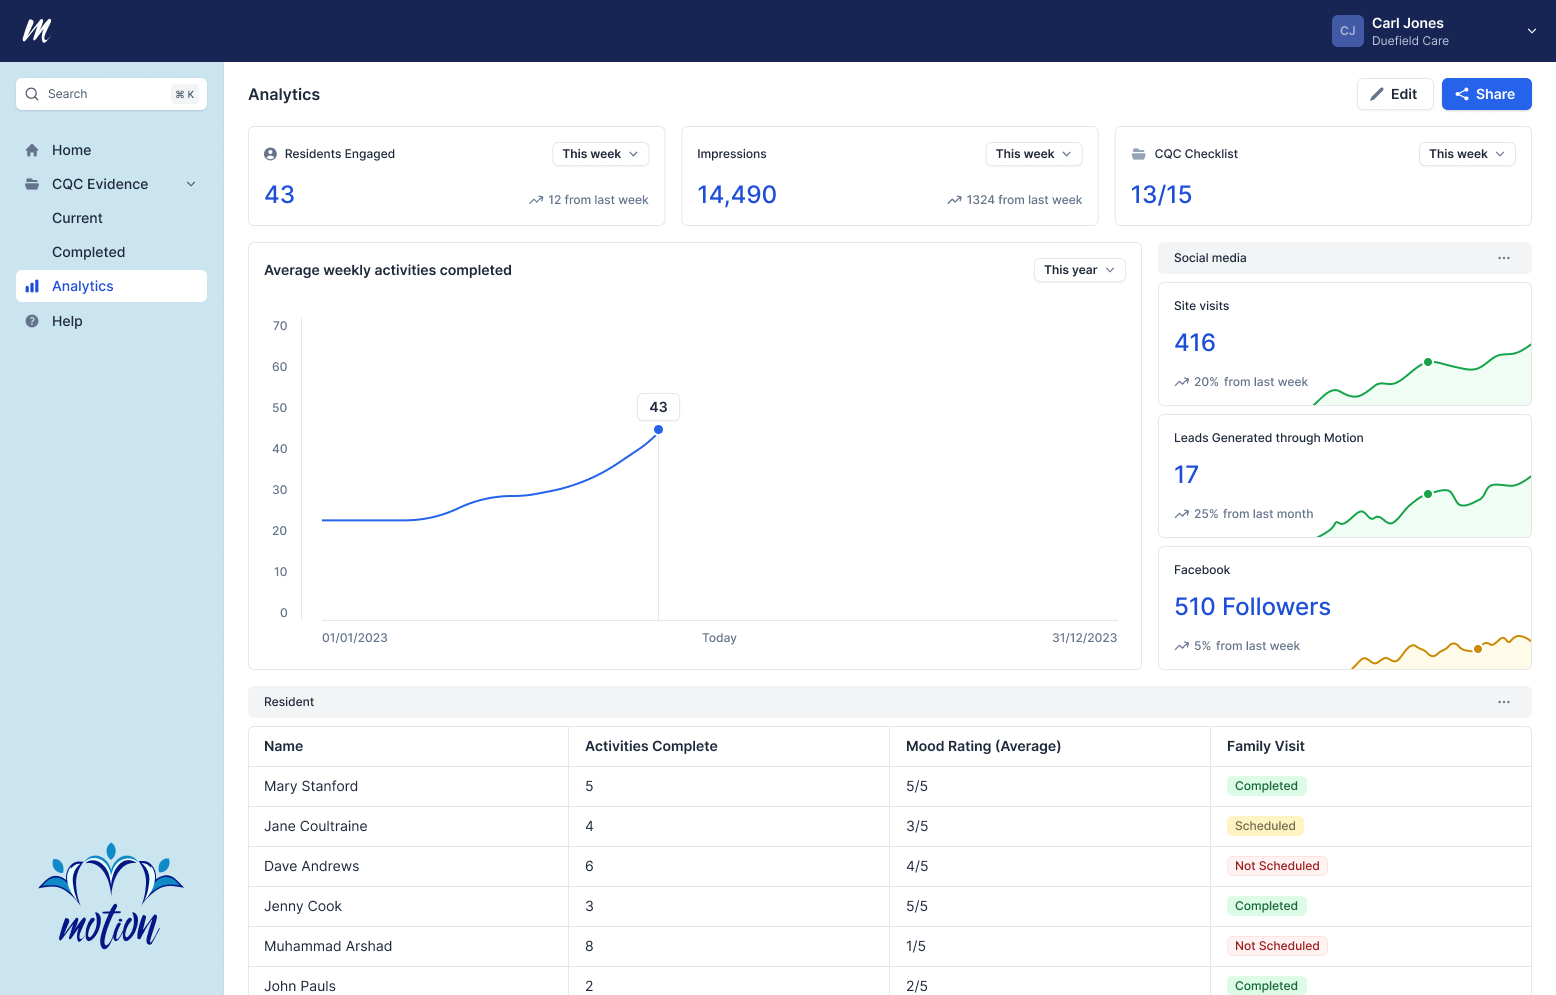 M
CJ
Carl Jones
Duefield Care
Search
⌘ K
Home
CQC Evidence
Current
Completed
Analytics
Help
motion
Analytics
Edit
Share
Residents Engaged
This week
43
12 from last week
Impressions
This week
14,490
1324 from last week
CQC Checklist
This week
13/15
Average weekly activities completed
This year
70
60
50
40
30
20
10
0
43
01/01/2023
Today
31/12/2023
Social media
Site visits
416
20% from last week
Leads Generated through Motion
17
25% from last month
Facebook
510 Followers
5% from last week
Resident
Name Activities Complete Mood Rating (Average) Family Visit
Mary Stanford 5 5/5 Completed
Jane Coultraine 4 3/5 Scheduled
Dave Andrews 6 4/5 Not Scheduled
Jenny Cook 3 5/5 Completed
Muhammad Arshad 8 1/5 Not Scheduled
John Pauls 2 2/5 Completed